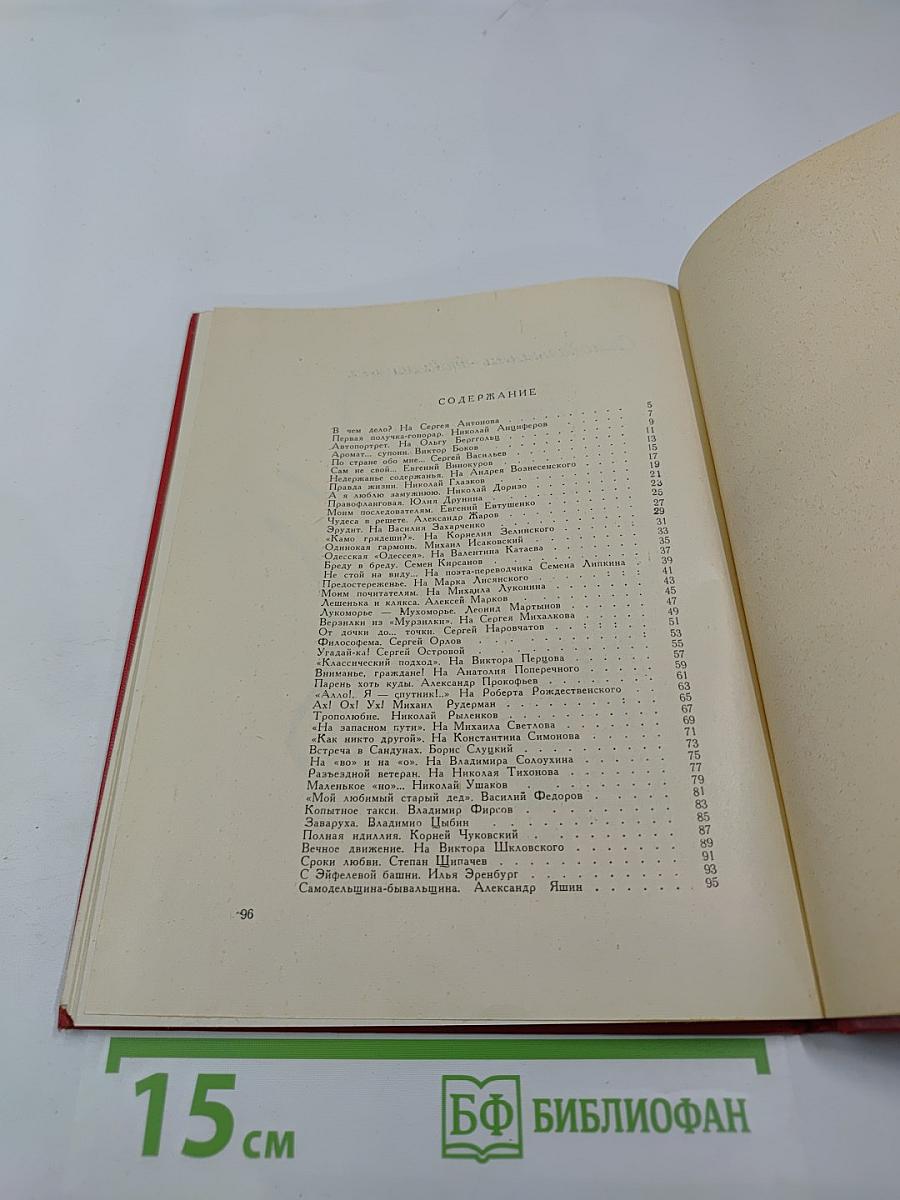 СОДЕРЖАНИЕ
В чем дело? На Сергея Антонова . . . . . . . . . 5
Первая получка-гонорар. Николай Анциферов . . . . . . 7
Автопортрет. На Ольгу Берггольц . . . . . . . . 9
Аромат... супони. Виктор Боков . . . . . . . . 11
По стране обо мне... Сергей Васильев . . . . . . . 13
Сам не свой... Евгений Винокуров . . . . . . . . 15
Недержанье содержанья. На Андрея Вознесенского . . . . 17
Правда жизни. Николай Глазков . . . . . . . . 19
А я люблю замужнюю. Николай Доризо . . . . . . . 21
Правофланговая. Юлия Друнина . . . . . . . . 23
Моим последователям. Евгений Евтушенко . . . . . . 25
Чудеса в решете. Александр Жаров . . . . . . . . 27
Эрудит. На Василия Захарченко . . . . . . . . 29
«Камо грядеши?». На Корнелия Зелинского . . . . . . 31
Одинокая гармонь. Михаил Исаковский . . . . . . . 33
Одесская «Одессея». На Валентина Катаева . . . . . . 35
Бреду в бреду. Семен Кирсанов . . . . . . . . 37
Не стой на виду... На поэта-переводчика Семена Липкина . 39
Предостереженье. На Марка Лисянского . . . . . . 41
Моим почитателям. На Михаила Луконина . . . . . . 43
Лешенька и клякса. Алексей Марков . . . . . . . 45
Лукоморье — Мухоморье. Леонид Мартынов . . . . . . 47
Верзилки из «Мурзилки». На Сергея Михалкова . . . . . 49
От дочки до... точки. Сергей Наровчатов . . . . . . 51
Философема. Сергей Орлов . . . . . . . . . 53
Угадай-ка! Сергей Островой . . . . . . . . . 55
«Классический подход». На Виктора Перцова . . . . . . 57
Вниманье, граждане! На Анатолия Поперечного . . . . . 59
Парень хоть куды. Александр Прокофьев . . . . . . . 61
«Алло!. Я — спутник!..» На Роберта Рождественского . . 63
Ах! Ох! Ух! Михаил Рудерман . . . . . . . . . 65
Трополюбие. Николай Рыленков . . . . . . . . 67
«На запасном пути». На Михаила Светлова . . . . . . 69
«Как никто другой». На Константина Симонова . . . . . 71
Встреча в Сандунах. Борис Слуцкий . . . . . . . . 73
На «во» и на «о». На Владимира Солоухина . . . . . . 75
Разъездной ветеран. На Николая Тихонова . . . . . . 77
Маленькое «но»... Николай Ушаков . . . . . . . . 79
«Мой любимый старый дед». Василий Федоров . . . . . 81
Копытное такси. Владимир Фирсов . . . . . . . . 83
Заваруха. Владимир Цыбин . . . . . . . . . 85
Полная идиллия. Корней Чуковский . . . . . . . . 87
Вечное движение. На Виктора Шкловского . . . . . . 89
Сроки любви. Степан Щипачев . . . . . . . . . 91
С Эйфелевой башни. Илья Эренбург . . . . . . . . 93
Самодельщина-бывальщина. Александр Яшин . . . . . . 95
96
15 см
БФ БИБЛИОФАН